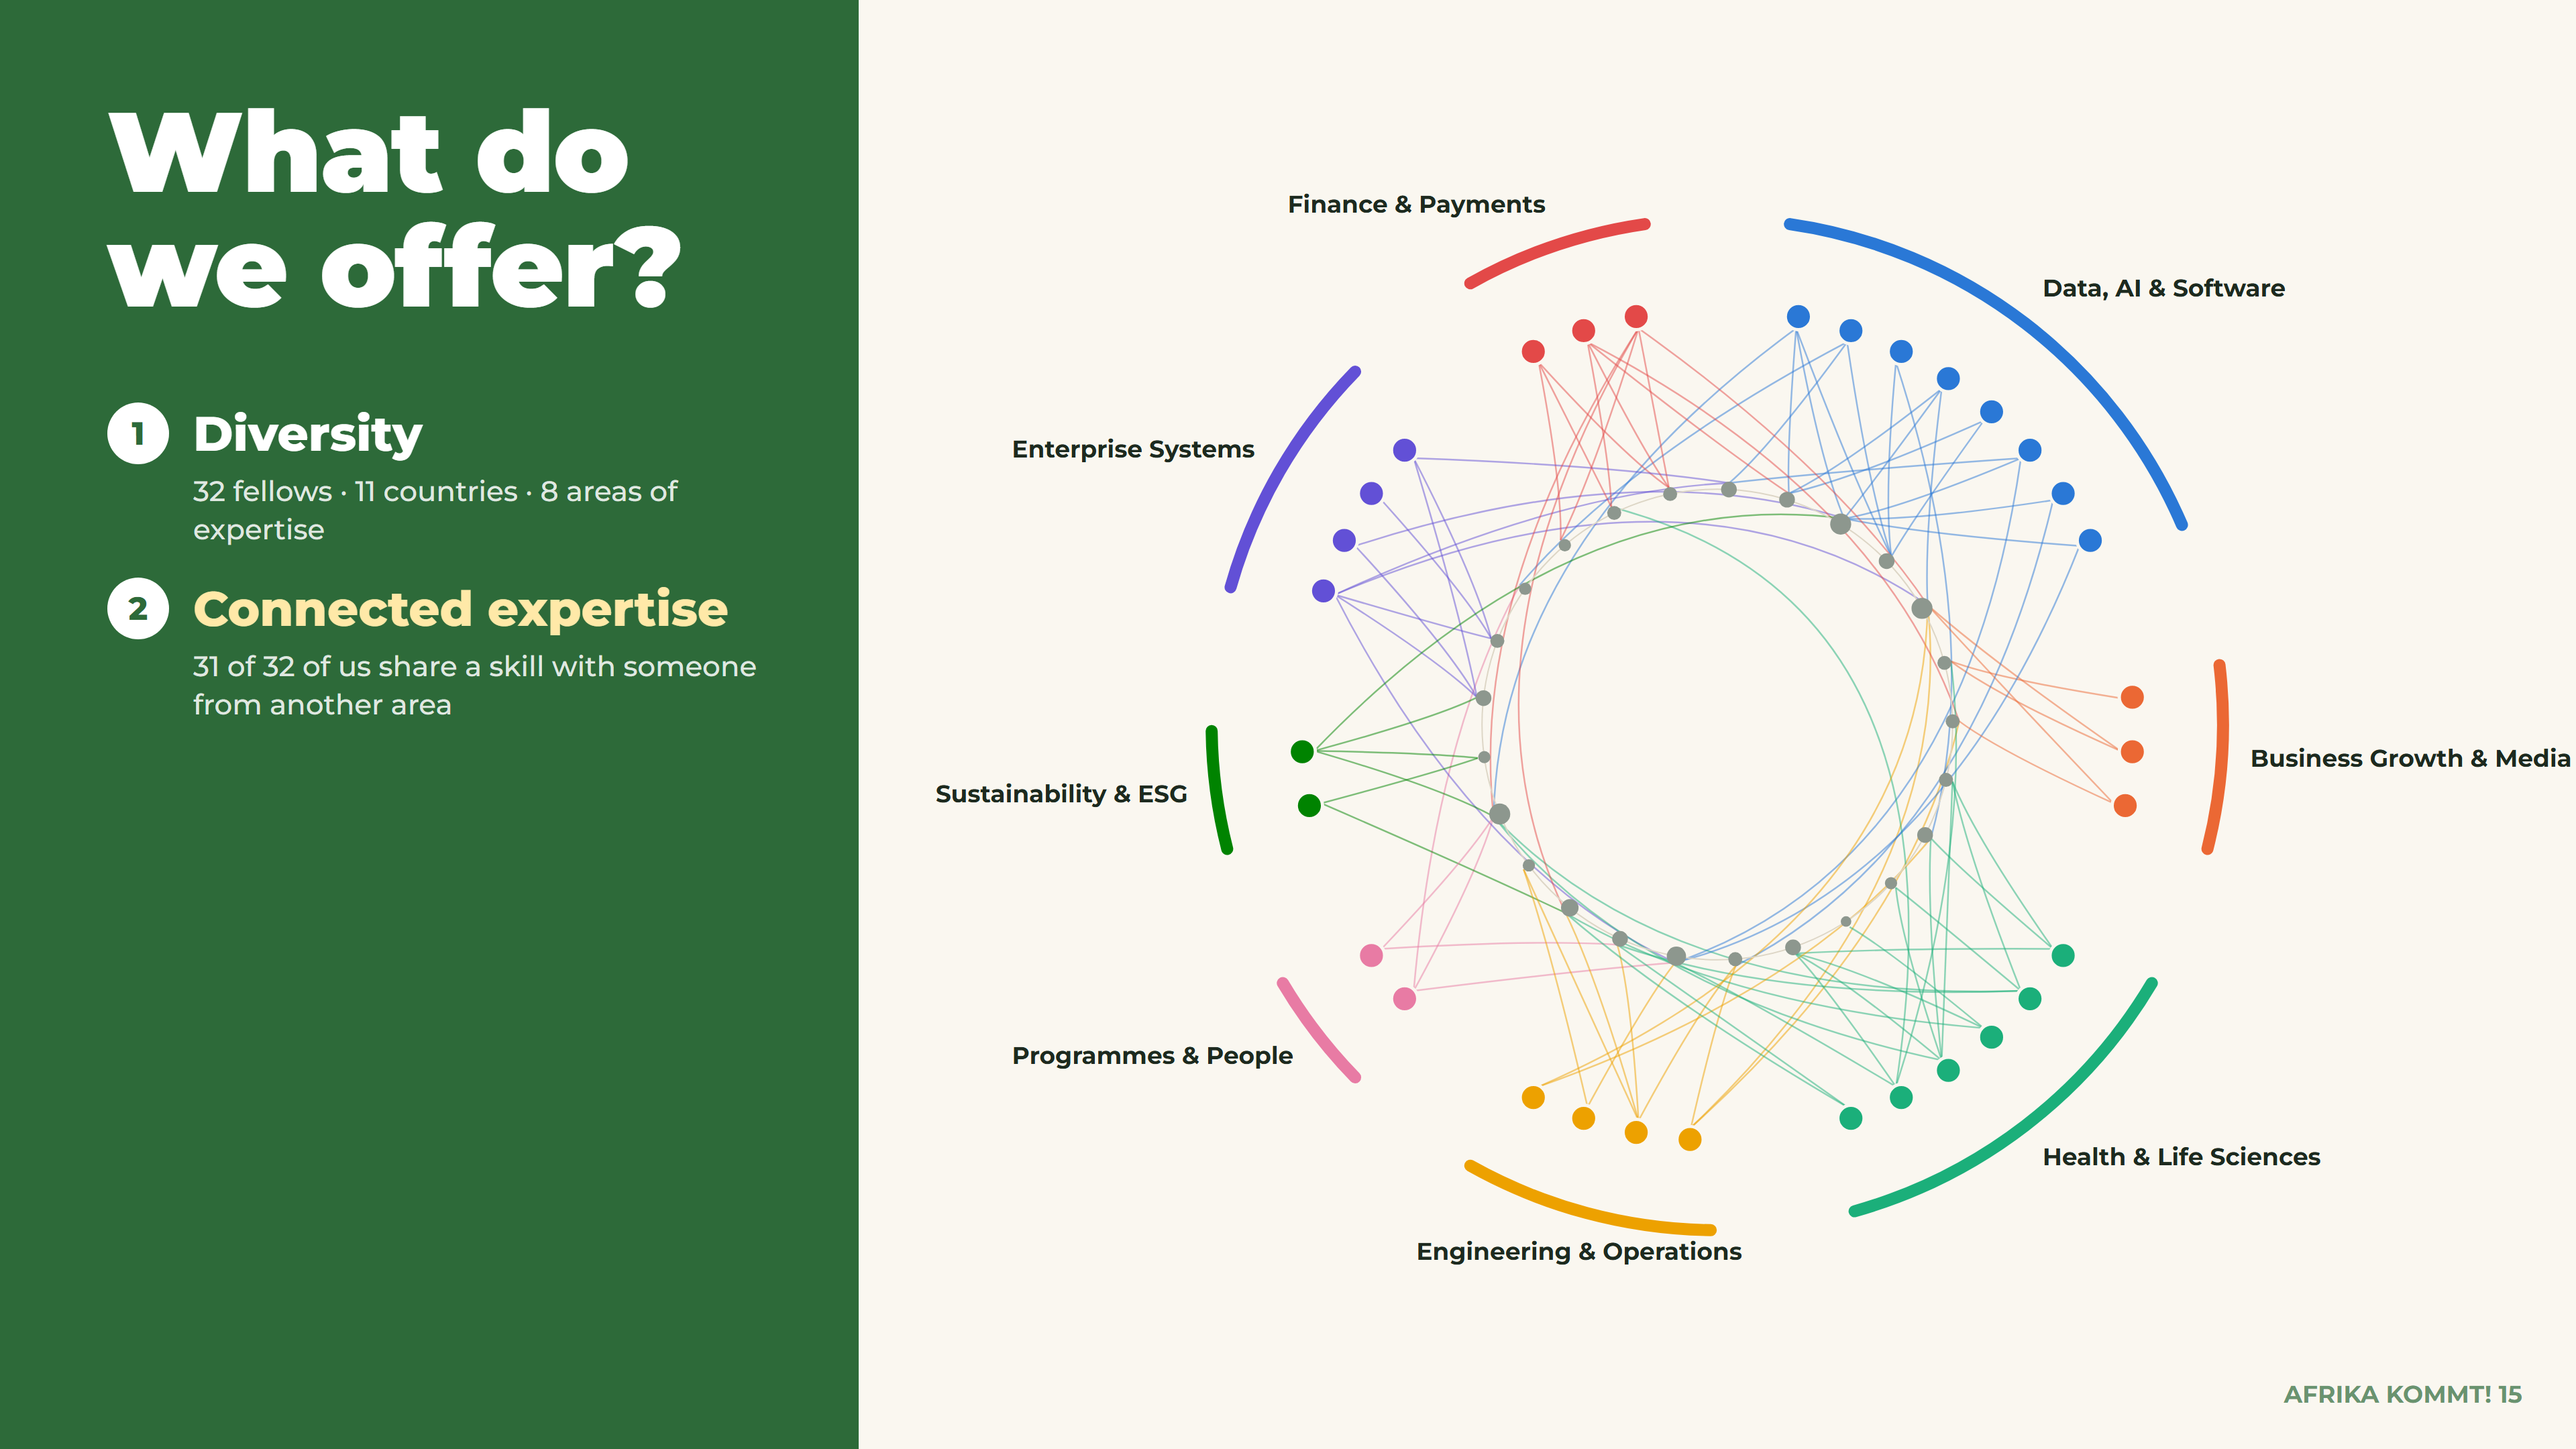 What do
we offer?
1 Diversity
32 fellows · 11 countries · 8 areas of
expertise
2 Connected expertise
31 of 32 of us share a skill with someone
from another area
Finance & Payments
Data, AI & Software
Enterprise Systems
Business Growth & Media
Sustainability & ESG
Programmes & People
Health & Life Sciences
Engineering & Operations
AFRIKA KOMMT! 15